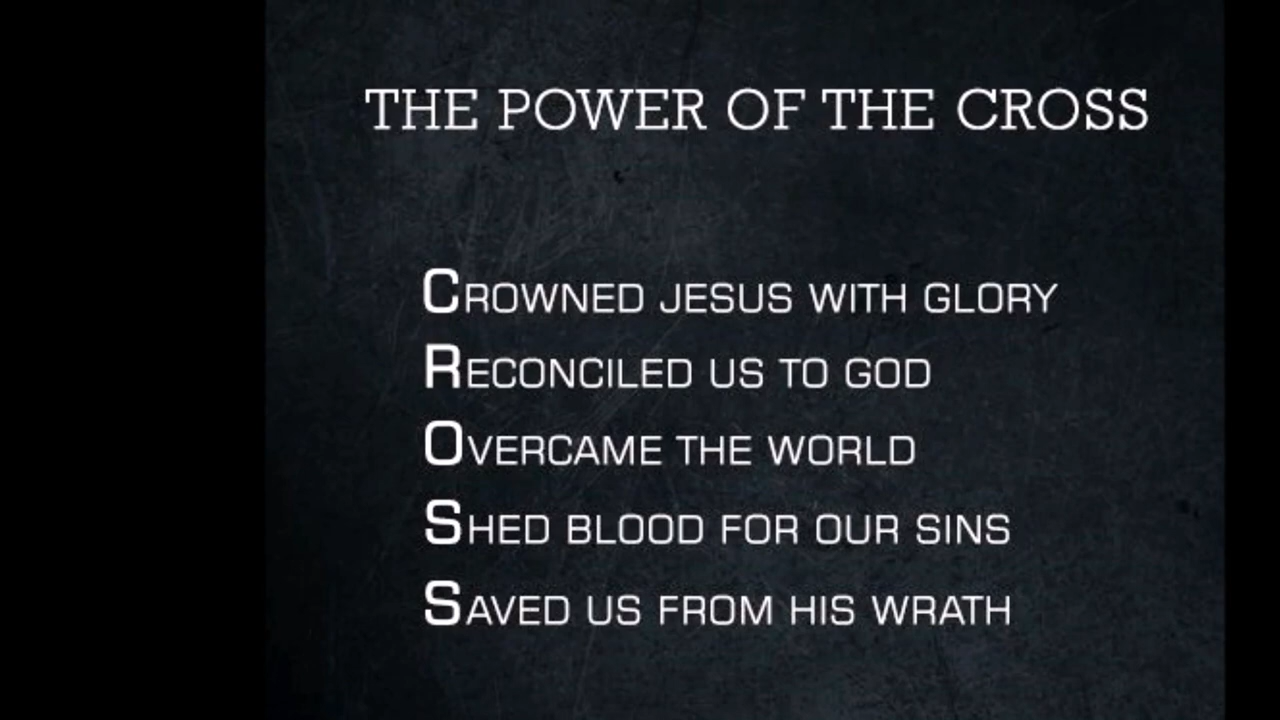 THE POWER OF THE CROSS
CROWNED JESUS WITH GLORY
RECONCILED US TO GOD
OVERCAME THE WORLD
SHED BLOOD FOR OUR SINS
SAVED US FROM HIS WRATH